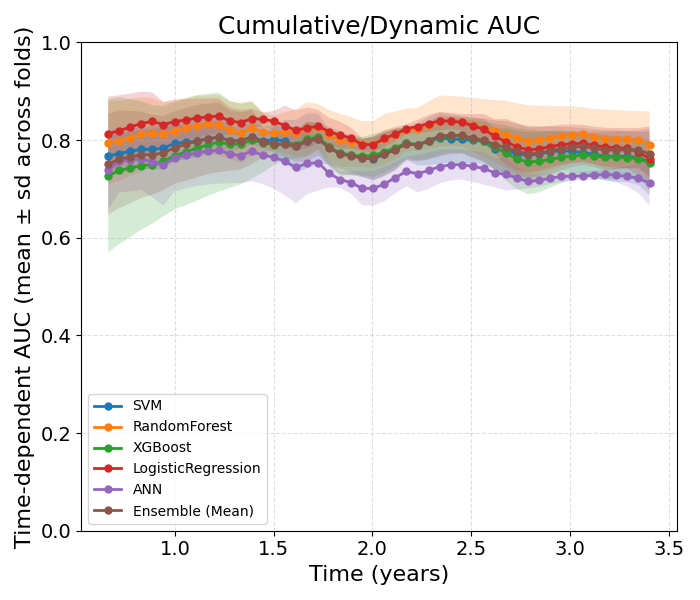 Cumulative/Dynamic AUC
Time-dependent AUC (mean ± sd across folds)
1.0
0.8
0.6
0.4
0.2
0.0
SVM
RandomForest
XGBoost
LogisticRegression
ANN
Ensemble (Mean)
1.0 1.5 2.0 2.5 3.0 3.5
Time (years)